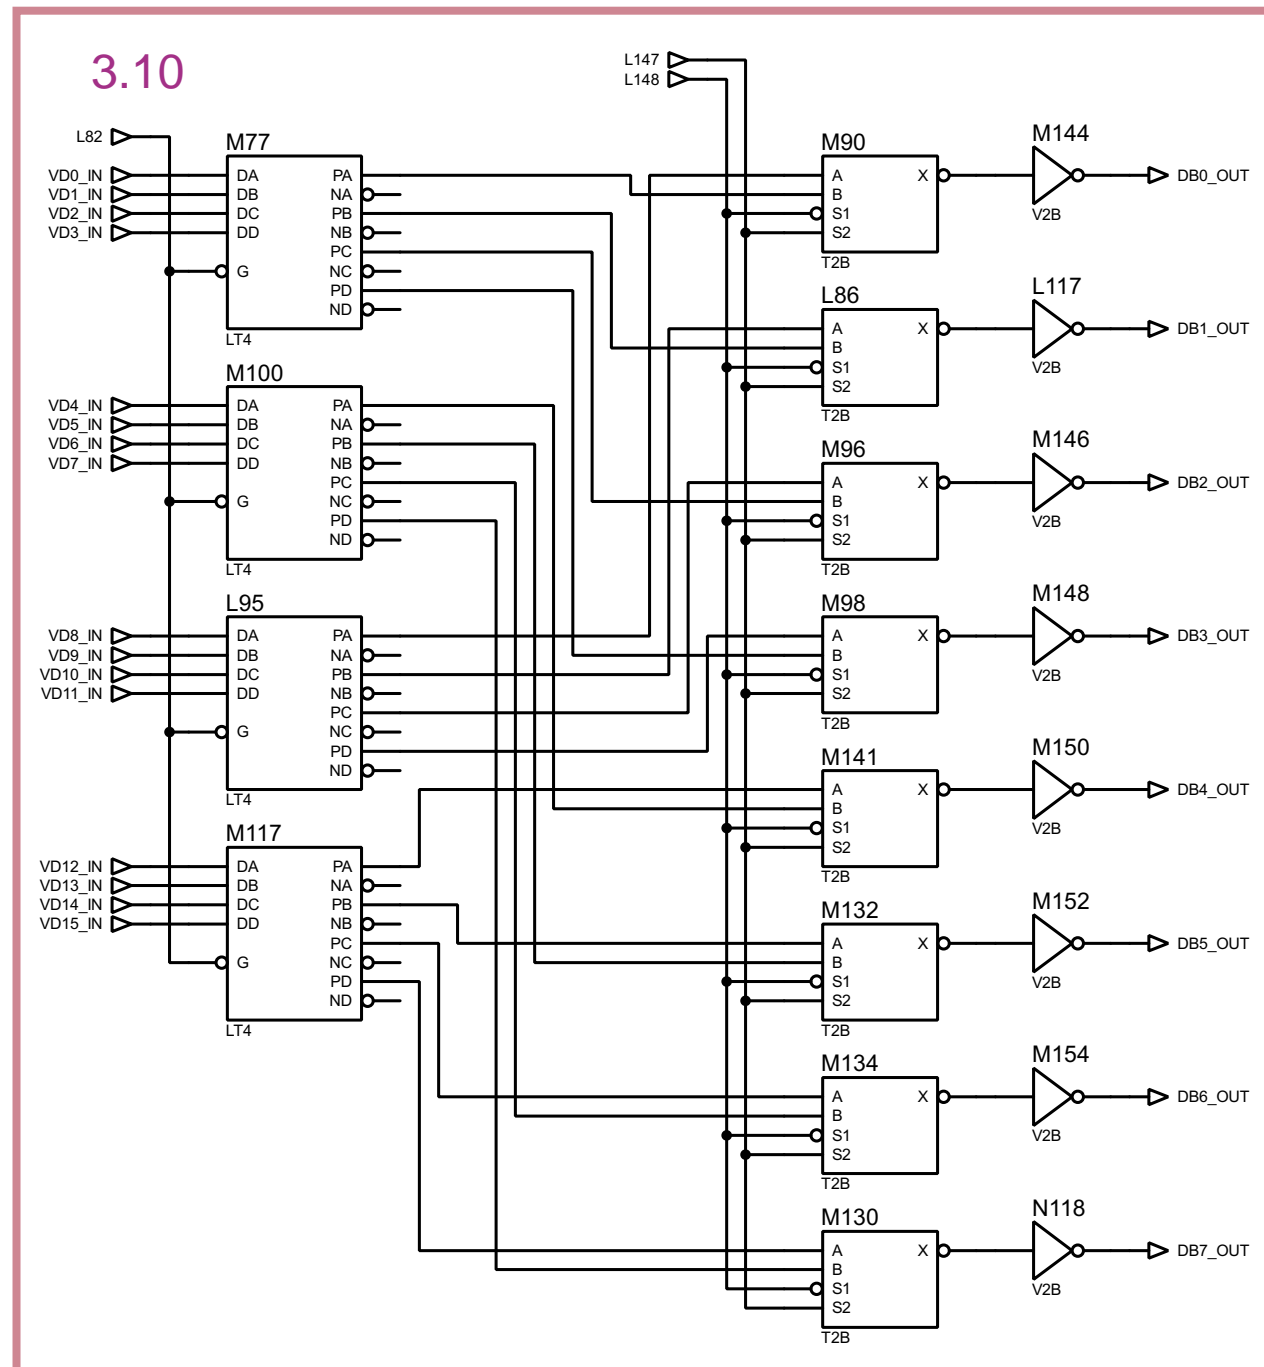 3.10
L147
L148
L82
VD0_IN
VD1_IN
VD2_IN
VD3_IN
M77
DA PA
DB NA
DC PB
DD NB
PC
G NC
PD
ND
LT4
VD4_IN
VD5_IN
VD6_IN
VD7_IN
M100
DA PA
DB NA
DC PB
DD NB
PC
G NC
PD
ND
LT4
VD8_IN
VD9_IN
VD10_IN
VD11_IN
L95
DA PA
DB NA
DC PB
DD NB
PC
G NC
PD
ND
LT4
VD12_IN
VD13_IN
VD14_IN
VD15_IN
M117
DA PA
DB NA
DC PB
DD NB
PC
G NC
PD
ND
LT4
M90
A X
B
S1
S2
T2B
M144
V2B
DB0_OUT
L86
A X
B
S1
S2
T2B
L117
V2B
DB1_OUT
M96
A X
B
S1
S2
T2B
M146
V2B
DB2_OUT
M98
A X
B
S1
S2
T2B
M148
V2B
DB3_OUT
M141
A X
B
S1
S2
T2B
M150
V2B
DB4_OUT
M132
A X
B
S1
S2
T2B
M152
V2B
DB5_OUT
M134
A X
B
S1
S2
T2B
M154
V2B
DB6_OUT
M130
A X
B
S1
S2
T2B
N118
V2B
DB7_OUT